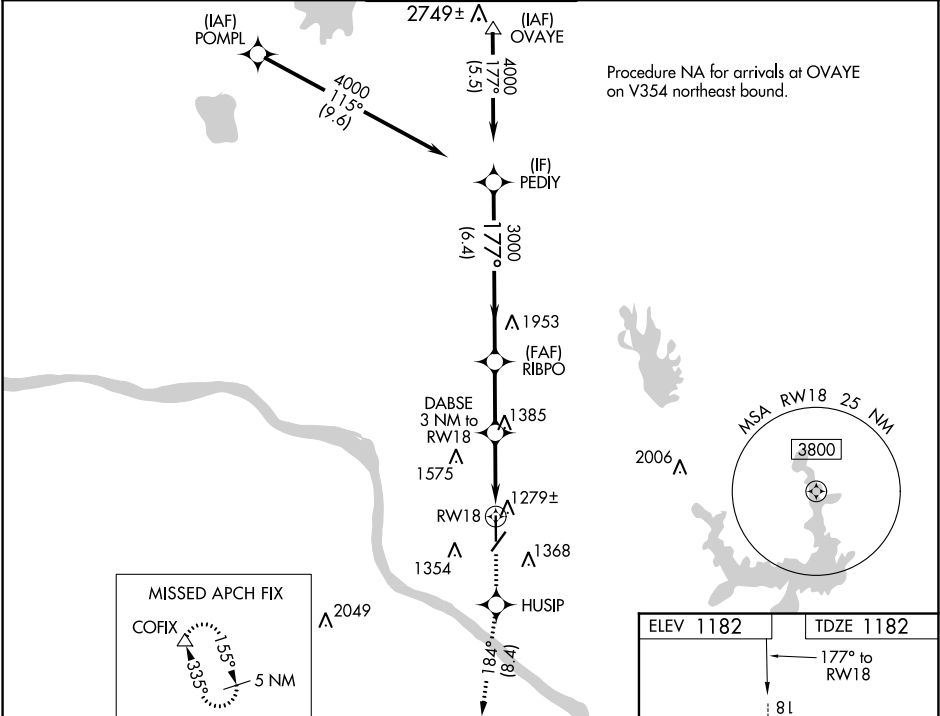 2749±
(IAF)
OVAYE
(IAF)
POMPL
4000
177°
(5.5)
4000
115°
(9.6)
Procedure NA for arrivals at OVAYE
on V354 northeast bound.
(IF)
PEDIY
3000
177°
(6.4)
1953
(FAF)
RIBPO
DABSE
3 NM to
RW18
1385
1575
MSA RW18 25 NM
3800
2006
1279±
RW18
1354
1368
HUSIP
184°
(8.4)
2049
MISSED APCH FIX
COFIX
155°
335°
5 NM
ELEV 1182
TDZE 1182
177° to
RW18
18